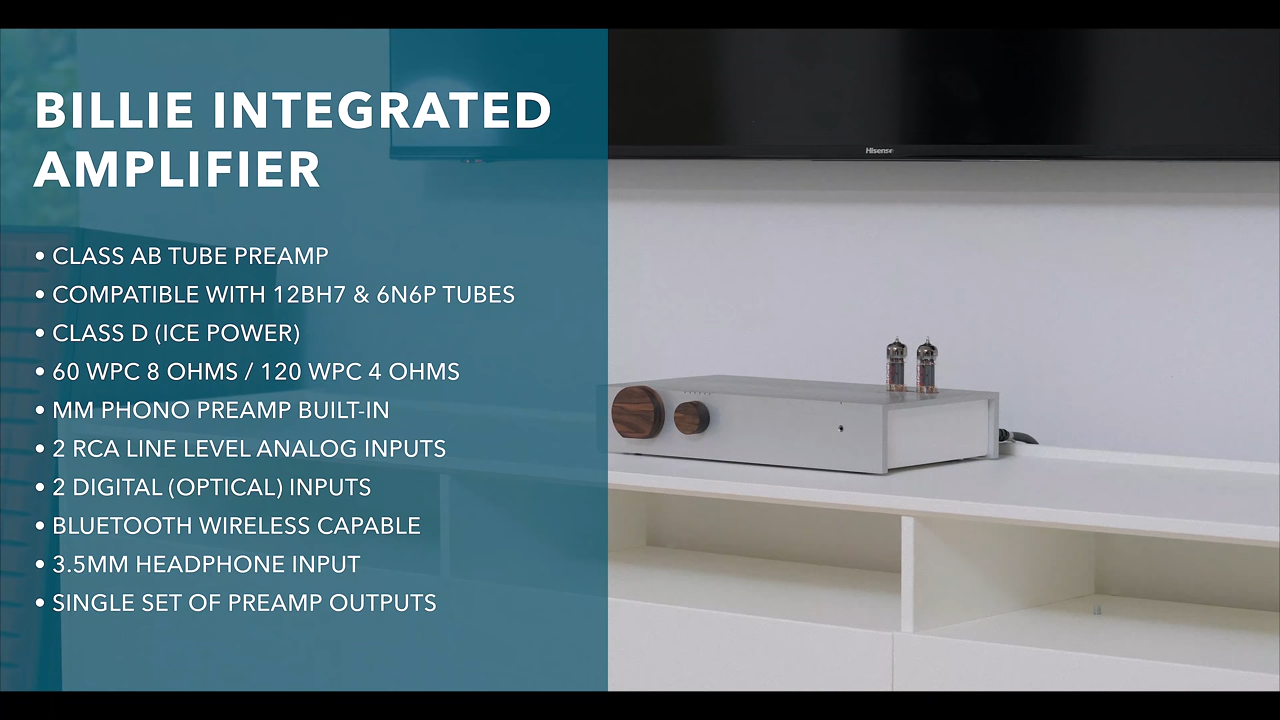 BILLIE INTEGRATED
AMPLIFIER
• CLASS AB TUBE PREAMP
• COMPATIBLE WITH 12BH7 & 6N6P TUBES
• CLASS D (ICE POWER)
• 60 WPC 8 OHMS / 120 WPC 4 OHMS
• MM PHONO PREAMP BUILT-IN
• 2 RCA LINE LEVEL ANALOG INPUTS
• 2 DIGITAL (OPTICAL) INPUTS
• BLUETOOTH WIRELESS CAPABLE
• 3.5MM HEADPHONE INPUT
• SINGLE SET OF PREAMP OUTPUTS
Hisense